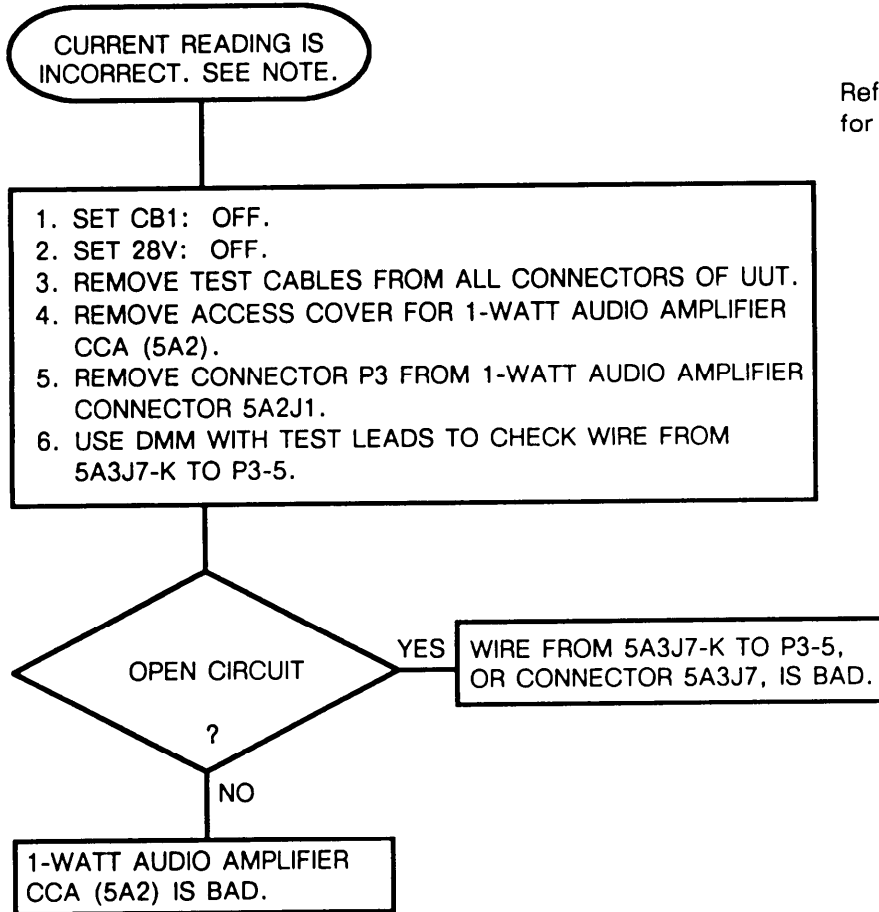 CURRENT READING IS
INCORRECT. SEE NOTE.
Ref
for
1. SET CB1: OFF.
2. SET 28V: OFF.
3. REMOVE TEST CABLES FROM ALL CONNECTORS OF UUT.
4. REMOVE ACCESS COVER FOR 1-WATT AUDIO AMPLIFIER
CCA (5A2).
5. REMOVE CONNECTOR P3 FROM 1-WATT AUDIO AMPLIFIER
CONNECTOR 5A2J1.
6. USE DMM WITH TEST LEADS TO CHECK WIRE FROM
5A3J7-K TO P3-5.
OPEN CIRCUIT
?
YES
WIRE FROM 5A3J7-K TO P3-5,
OR CONNECTOR 5A3J7, IS BAD.
NO
1-WATT AUDIO AMPLIFIER
CCA (5A2) IS BAD.